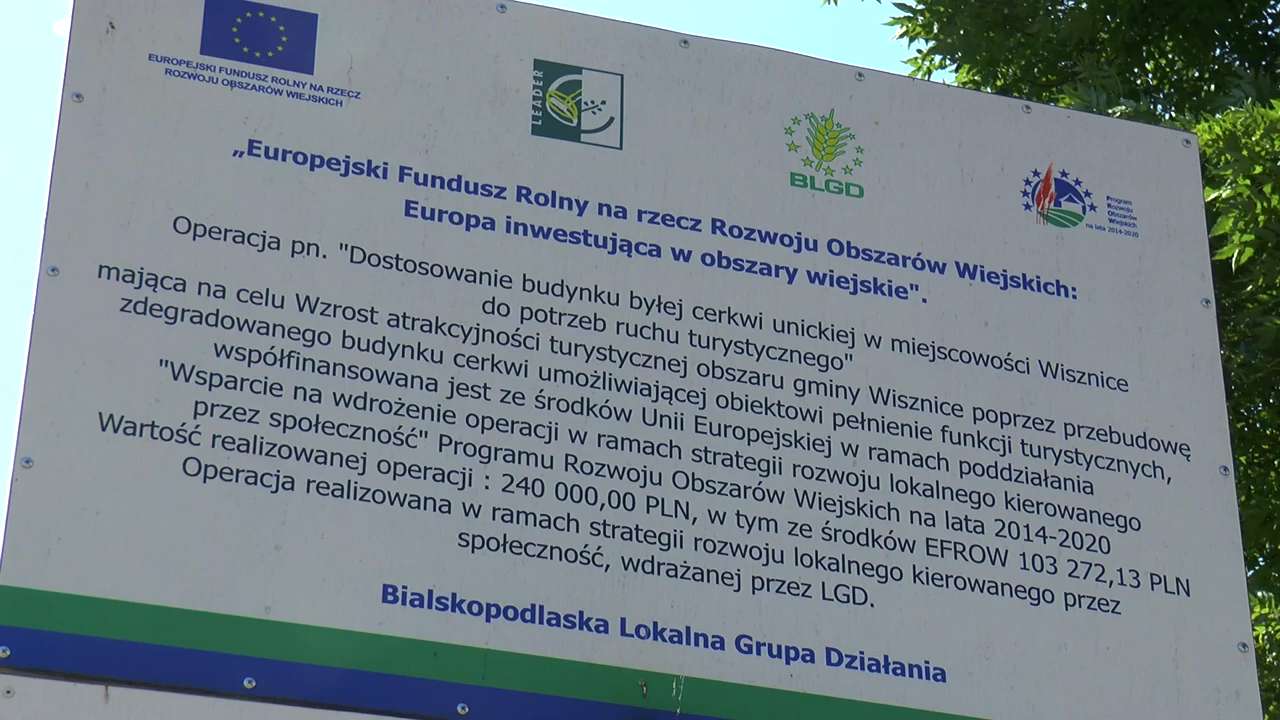 EUROPEJSKI FUNDUSZ ROLNY NA RZECZ
ROZWOJU OBSZARÓW WIEJSKICH
LEADER
BLGD
Program
Rozwoju
Obszarów
Wiejskich
na lata 2014-2020
„Europejski Fundusz Rolny na rzecz Rozwoju Obszarów Wiejskich:
Europa inwestująca w obszary wiejskie".
Operacja pn. "Dostosowanie budynku byłej cerkwi unickiej w miejscowości Wisznice
do potrzeb ruchu turystycznego"
mająca na celu Wzrost atrakcyjności turystycznej obszaru gminy Wisznice poprzez przebudowę
zdegradowanego budynku cerkwi umożliwiającej obiektowi pełnienie funkcji turystycznych,
współfinansowana jest ze środków Unii Europejskiej w ramach poddziałania
"Wsparcie na wdrożenie operacji w ramach strategii rozwoju lokalnego kierowanego
przez społeczność" Programu Rozwoju Obszarów Wiejskich na lata 2014-2020
Wartość realizowanej operacji : 240 000,00 PLN, w tym ze środków EFROW 103 272,13 PLN
Operacja realizowana w ramach strategii rozwoju lokalnego kierowanego przez
społeczność, wdrażanej przez LGD.
Bialskopodlaska Lokalna Grupa Działania